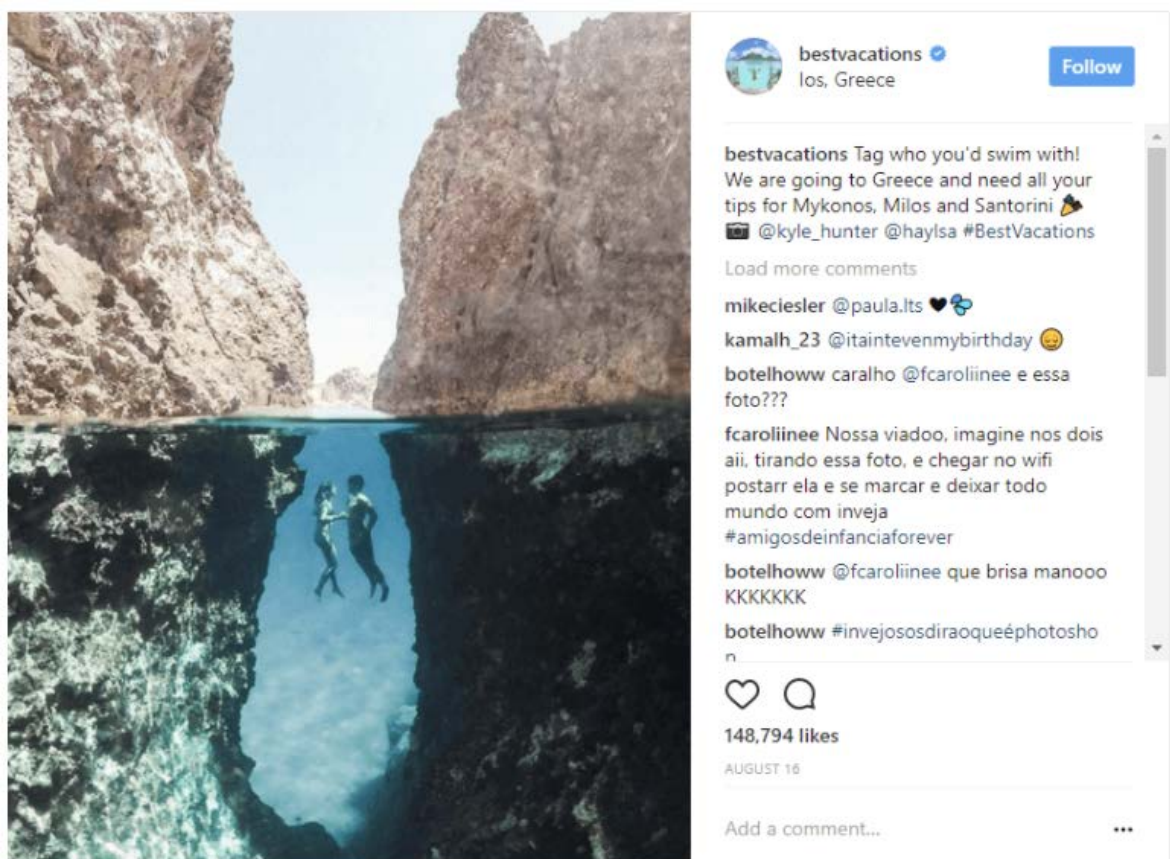 bestvacations
Ios, Greece
Follow
bestvacations Tag who you'd swim with!
We are going to Greece and need all your
tips for Mykonos, Milos and Santorini
@kyle_hunter @haylsa #BestVacations
Load more comments
mikeciesler @paula.lts
kamalh_23 @itaintevenmybirthday
botelhoww caralho @fcaroliinee e essa
foto???
fcaroliinee Nossa viadoo, imagine nos dois
aii, tirando essa foto, e chegar no wifi
postarr ela e se marcar e deixar todo
mundo com inveja
#amigosdeinfanciaforever
botelhoww @fcaroliinee que brisa manooo
KKKKKKK
botelhoww #invejososdiraoqueéphotosho
148,794 likes
AUGUST 16
Add a comment...